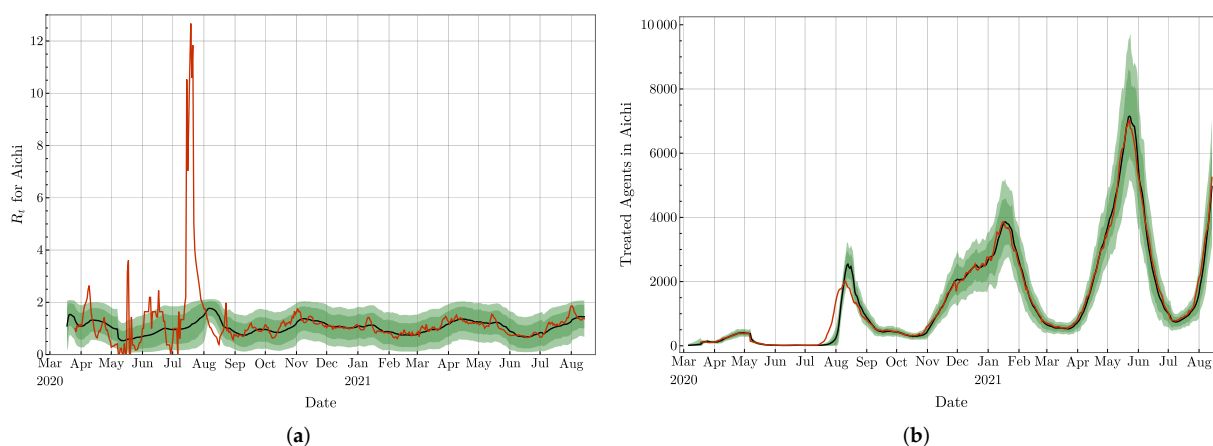 12
10
8
6
4
2
0
R_t for Aichi
Mar Apr May Jun Jul Aug Sep Oct Nov Dec Jan Feb Mar Apr May Jun Jul Aug
2020 2021
Date
(a)
10 000
8000
6000
4000
2000
0
Treated Agents in Aichi
Mar Apr May Jun Jul Aug Sep Oct Nov Dec Jan Feb Mar Apr May Jun Jul Aug
2020 2021
Date
(b)